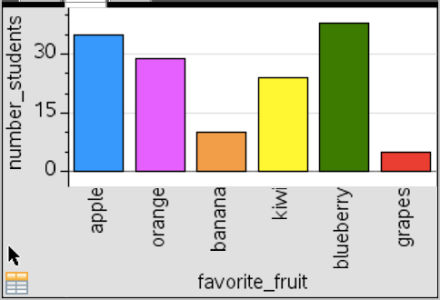 number_students
30
15
0
apple
orange
banana
kiwi
blueberry
grapes
favorite_fruit